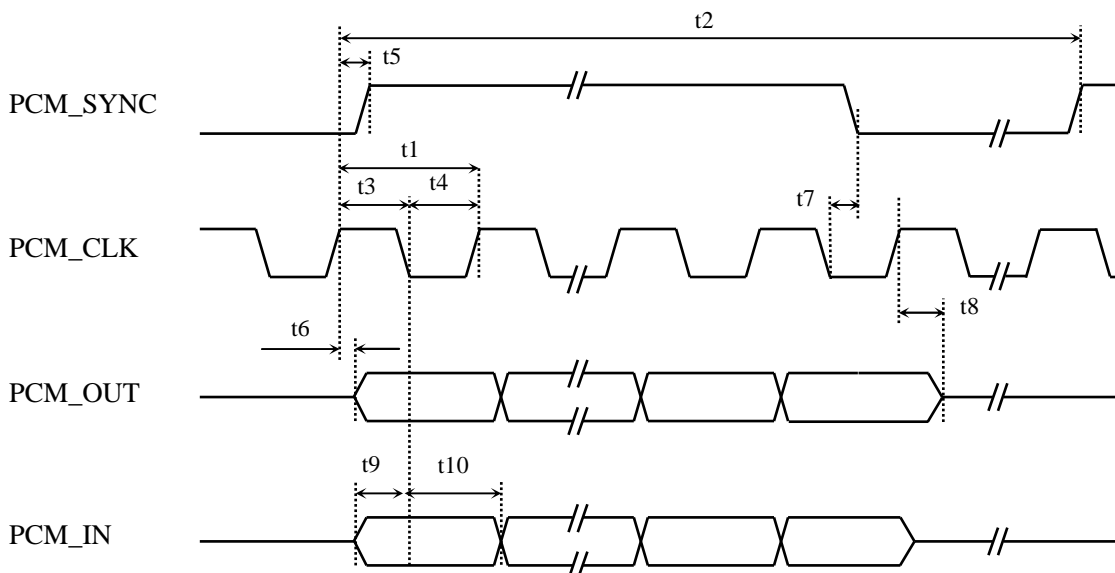 t2
t5
PCM_SYNC
t1
t3 t4
t7
PCM_CLK
t6
t8
PCM_OUT
t9 t10
PCM_IN